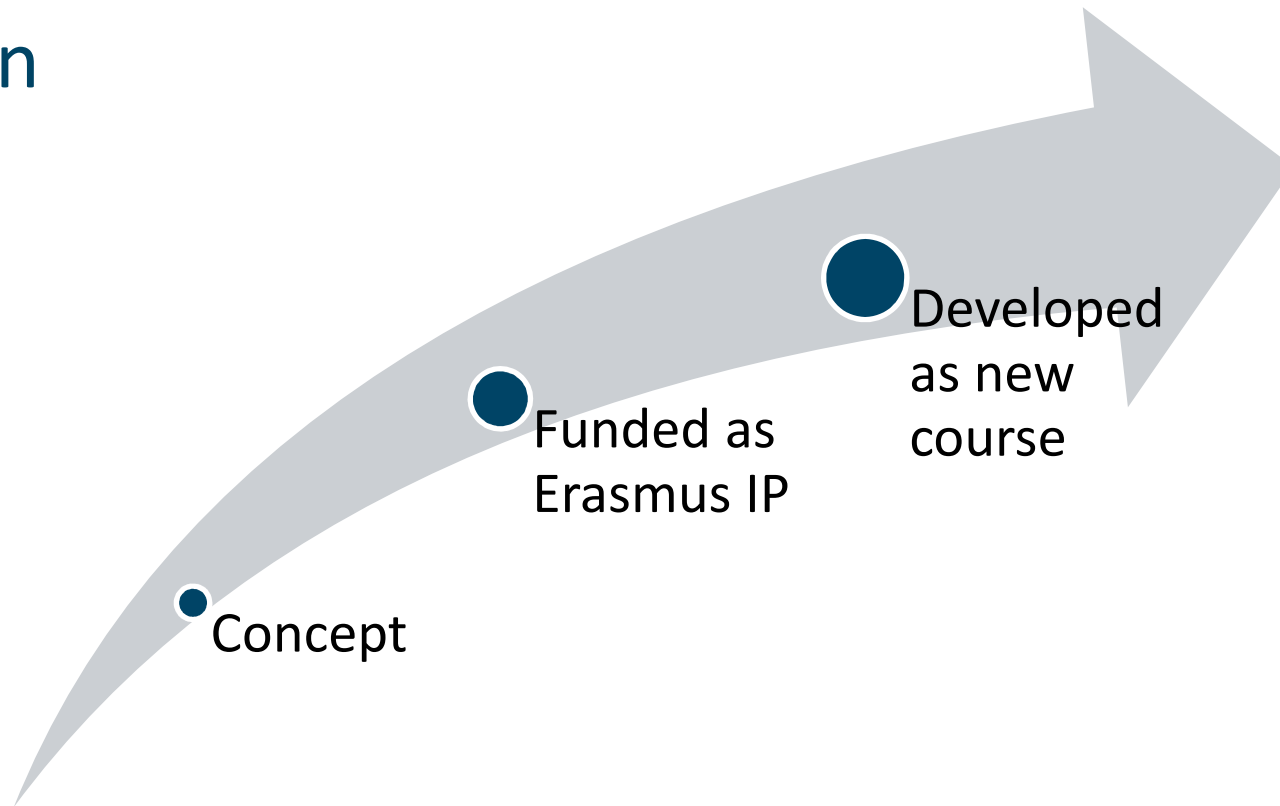 n
Developed
as new
course
Funded as
Erasmus IP
Concept